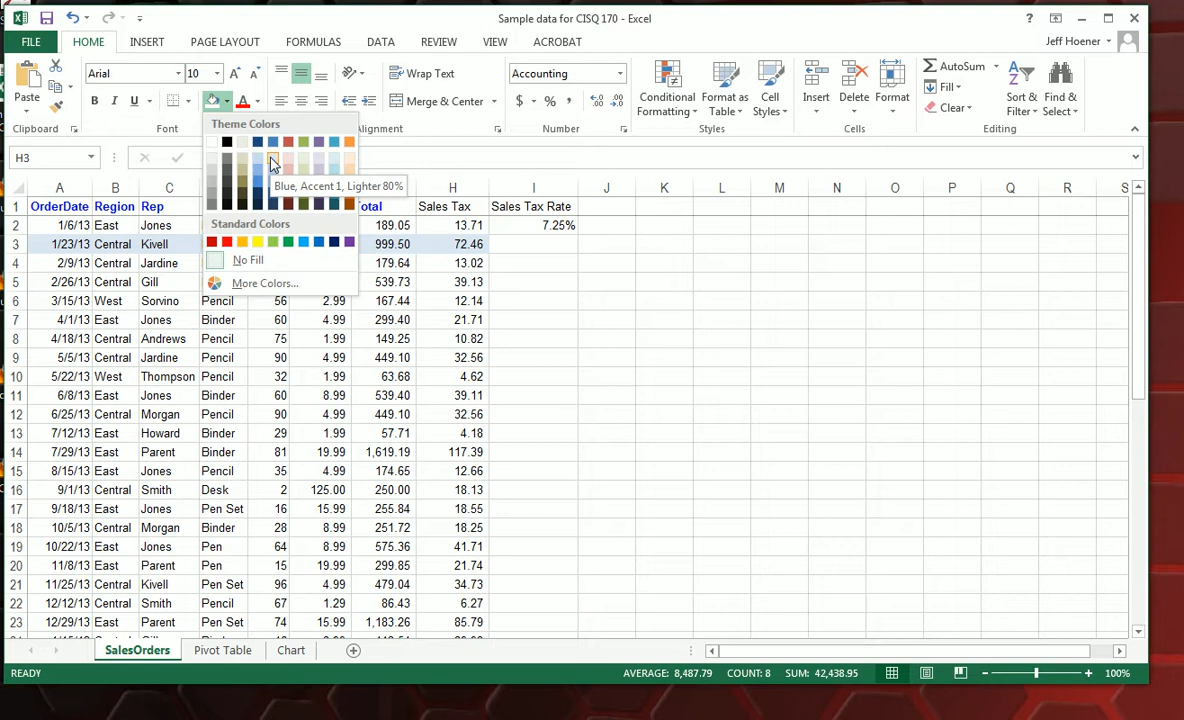 Sample data for CISQ 170 - Excel
?
FILE HOME INSERT PAGE LAYOUT FORMULAS DATA REVIEW VIEW ACROBAT Jeff Hoener
Paste Arial 10 A A Wrap Text Accounting Conditional Formatting Format as Table Cell Styles Insert Delete Format AutoSum Fill Clear Sort & Filter Find & Select
B I U A Merge & Center $ % ,
Clipboard Font Alignment Styles Cells Editing
H3
Theme Colors
Blue, Accent 1, Lighter 80%
Standard Colors
No Fill
More Colors...
A B C H I J K L M N O P Q R S
1 OrderDate Region Rep Sales Tax Sales Tax Rate
2 1/6/13 East Jones 189.05 13.71 7.25%
3 1/23/13 Central Kivell 999.50 72.46
4 2/9/13 Central Jardine 179.64 13.02
5 2/26/13 Central Gill 539.73 39.13
6 3/15/13 West Sorvino Pencil 56 2.99 167.44 12.14
7 4/1/13 East Jones Binder 60 4.99 299.40 21.71
8 4/18/13 Central Andrews Pencil 75 1.99 149.25 10.82
9 5/5/13 Central Jardine Pencil 90 4.99 449.10 32.56
10 5/22/13 West Thompson Pencil 32 1.99 63.68 4.62
11 6/8/13 East Jones Binder 60 8.99 539.40 39.11
12 6/25/13 Central Morgan Pencil 90 4.99 449.10 32.56
13 7/12/13 East Howard Binder 29 1.99 57.71 4.18
14 7/29/13 East Parent Binder 81 19.99 1,619.19 117.39
15 8/15/13 East Jones Pencil 35 4.99 174.65 12.66
16 9/1/13 Central Smith Desk 2 125.00 250.00 18.13
17 9/18/13 East Jones Pen Set 16 15.99 255.84 18.55
18 10/5/13 Central Morgan Binder 28 8.99 251.72 18.25
19 10/22/13 East Jones Pen 64 8.99 575.36 41.71
20 11/8/13 East Parent Pen 15 19.99 299.85 21.74
21 11/25/13 Central Kivell Pen Set 96 4.99 479.04 34.73
22 12/12/13 Central Smith Pencil 67 1.29 86.43 6.27
23 12/29/13 East Parent Pen Set 74 15.99 1,183.26 85.79
SalesOrders Pivot Table Chart
READY AVERAGE: 8,487.79 COUNT: 8 SUM: 42,438.95 100%